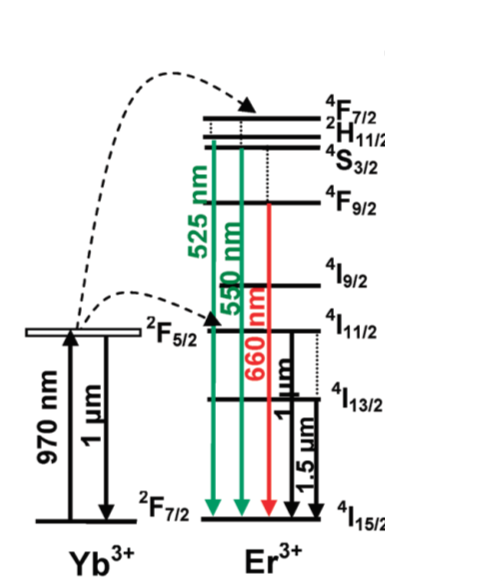 ⁴F₇/₂
²H₁₁/₂
⁴S₃/₂
525 nm
⁴F₉/₂
550 nm
⁴I₉/₂
660 nm
⁴I₁₁/₂
²F₅/₂
970 nm
1 µm
1 µm
⁴I₁₃/₂
1.5 µm
²F₇/₂
⁴I₁₅/₂
Yb³⁺
Er³⁺